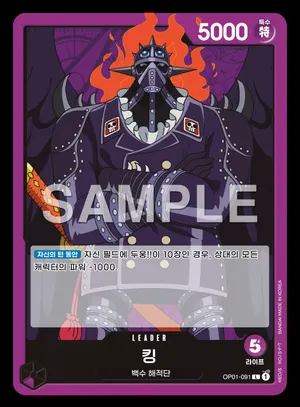 5000
특수
特
SAMPLE
자신의 턴 동안 자신 필드에 두웅!!이 10장인 경우, 상대의 모든
캐릭터의 파워 -1000.
LEADER
킹
백수 해적단
5
라이프
OP01-091 L